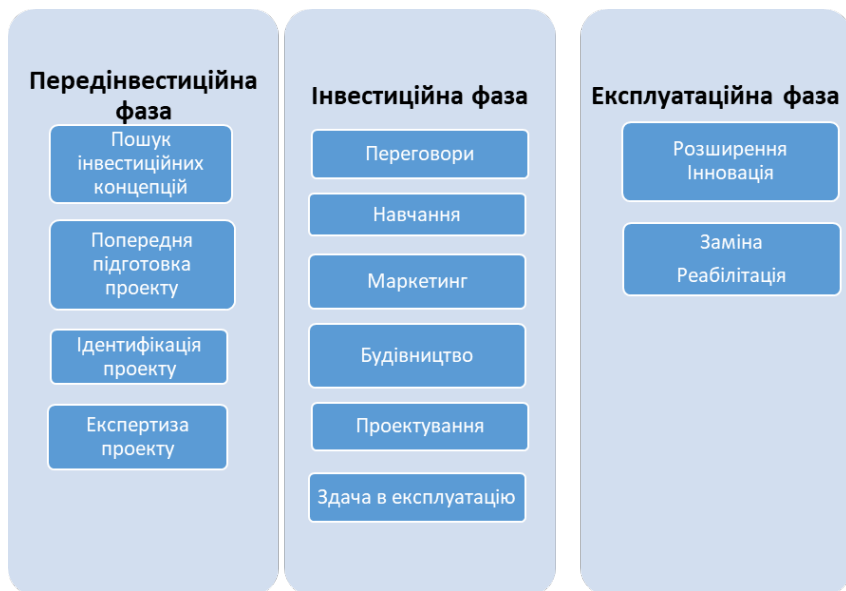 Передінвестиційна
фаза
Пошук
інвестиційних
концепцій
Попередня
підготовка
проекту
Ідентифікація
проекту
Експертиза
проекту
Інвестиційна фаза
Переговори
Навчання
Маркетинг
Будівництво
Проектування
Здача в експлуатацію
Експлуатаційна фаза
Розширення
Інновація
Заміна
Реабілітація